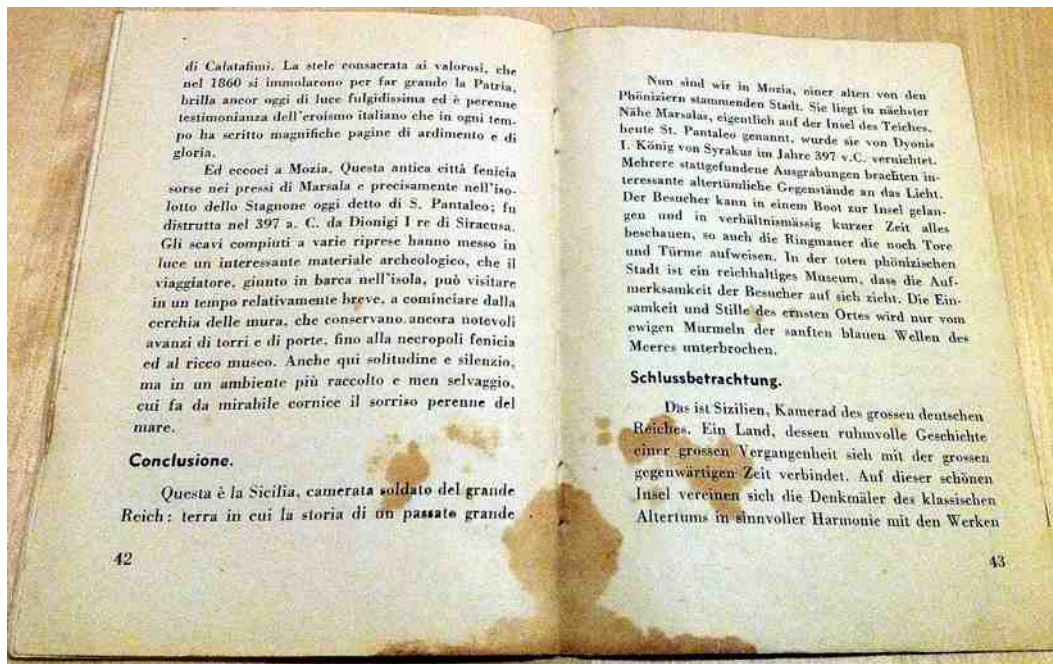 di Calatafimi. La stele consacrata ai valorosi, che
nel 1860 si immolarono per far grande la Patria,
brilla ancor oggi di luce fulgidissima ed è perenne
testimonianza dell'eroismo italiano che in ogni tem-
po ha scritto magnifiche pagine di ardimento e di
gloria.
Ed eccoci a Mozia. Questa antica città fenicia
sorse nei pressi di Marsala e precisamente nell'iso-
lotto dello Stagnone oggi detto di S. Pantaleo; fu
distrutta nel 397 a. C. da Dionigi I re di Siracusa.
Gli scavi compiuti a varie riprese hanno messo in
luce un interessante materiale archeologico, che il
viaggiatore, giunto in barca nell'isola, può visitare
in un tempo relativamente breve, a cominciare dalla
cerchia delle mura, che conservano ancora notevoli
avanzi di torri e di porte, fino alla necropoli fenicia
ed al ricco museo. Anche qui solitudine e silenzio,
ma in un ambiente più raccolto e men selvaggio,
cui fa da mirabile cornice il sorriso perenne del
mare.
Conclusione.
Questa è la Sicilia, camerata soldato del grande
Reich: terra in cui la storia di un passato grande
42
Nun sind wir in Mozia, einer alten von den
Phöniziern stammenden Stadt. Sie liegt in nächster
Nähe Marsalas, eigentlich auf der Insel des Teiches,
heute St. Pantaleo genannt, wurde sie von Dyonis
I. König von Syrakus im Jahre 397 v.C. vernichtet.
Mehrere stattgefundene Ausgrabungen brachten in-
teressante altertümliche Gegenstände an das Licht.
Der Besucher kann in einem Boot zur Insel gelan-
gen und in verhältnismässig kurzer Zeit alles
beschauen, so auch die Ringmauer die noch Tore
und Türme aufweisen. In der toten phönizischen
Stadt ist ein reichhaltiges Museum, dass die Auf-
merksamkeit der Besucher auf sich zieht. Die Ein-
samkeit und Stille des ernsten Ortes wird nur vom
ewigen Murmeln der sanften blauen Wellen des
Meeres unterbrochen.
Schlussbetrachtung.
Das ist Sizilien, Kamerad des grossen deutschen
Reiches. Ein Land, dessen ruhmvolle Geschichte
einer grossen Vergangenheit sich mit der grossen
gegenwärtigen Zeit verbindet. Auf dieser schönen
Insel vereinen sich die Denkmäler des klassischen
Altertums in sinnvoller Harmonie mit den Werken
43